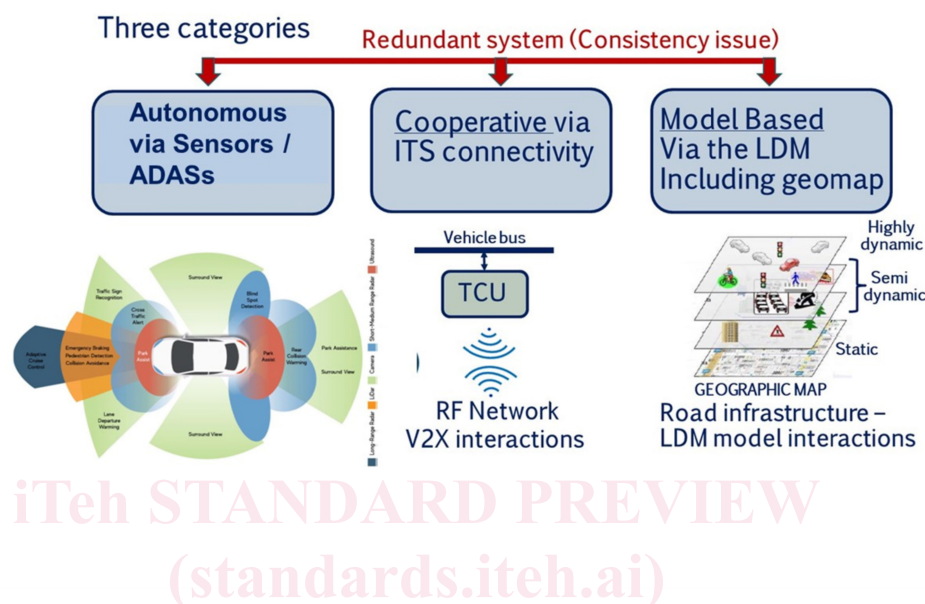 Three categories
Redundant system (Consistency issue)
Autonomous
via Sensors /
ADASs
Cooperative via
ITS connectivity
Model Based
Via the LDM
Including geomap
Traffic Sign
Recognition
Cross
Traffic
Alert
Adaptive
Cruise
Control
Emergency Braking
Pedestrian Detection
Collision Avoidance
Park
Assist
Lane
Departure
Warning
Surround View
Surround View
Blind
Spot
Detection
Park
Assist
Rear
Collision
Warning
Park Assistance
Surround View
Long-Range Radar
LiDar
Camera
Short-Medium Range Radar
Ultrasound
Vehicle bus
TCU
RF Network
V2X interactions
Highly
dynamic
Semi
dynamic
Static
GEOGRAPHIC MAP
Road infrastructure –
LDM model interactions
iTeh STANDARD PREVIEW
(standards.iteh.ai)